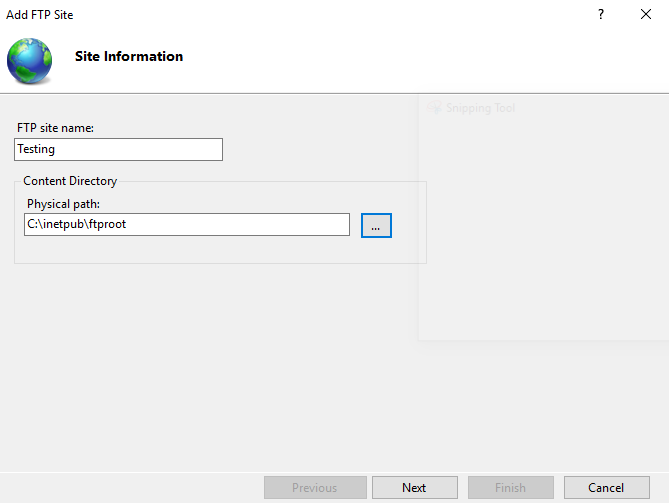 Add FTP Site
?
Site Information
Snipping Tool
FTP site name:
Testing
Content Directory
Physical path:
C:\inetpub\ftproot
...
Previous
Next
Finish
Cancel